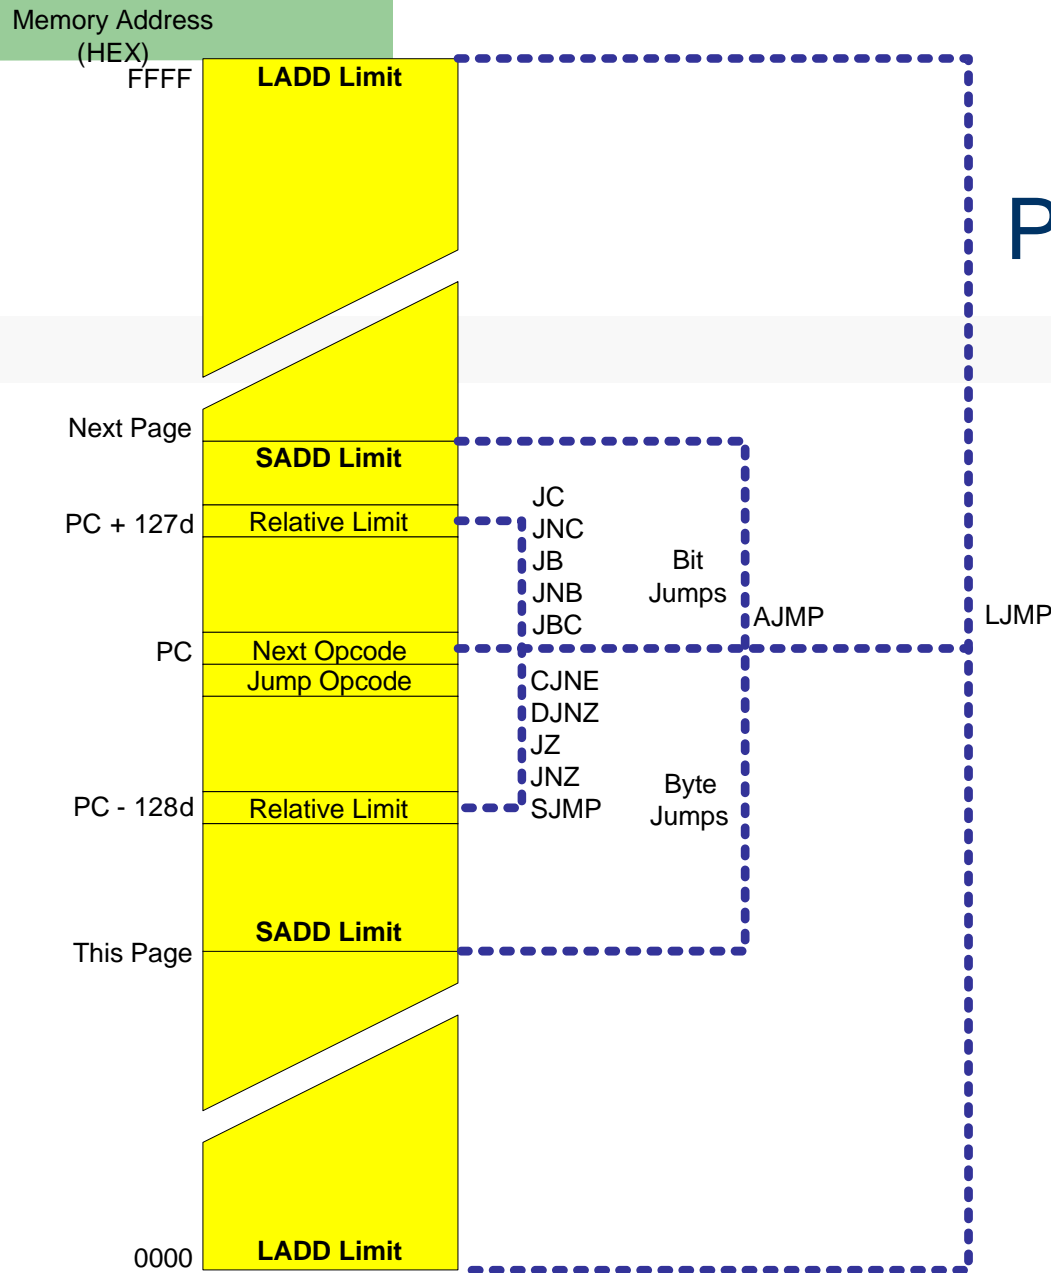 Memory Address
(HEX)
FFFF
LADD Limit
P
Next Page
SADD Limit
JC
PC + 127d
Relative Limit
JNC
JB
Bit
JNB
Jumps
JBC
AJMP
LJMP
PC
Next Opcode
Jump Opcode
CJNE
DJNZ
JZ
JNZ
Byte
PC - 128d
Relative Limit
SJMP
Jumps
SADD Limit
This Page
0000
LADD Limit